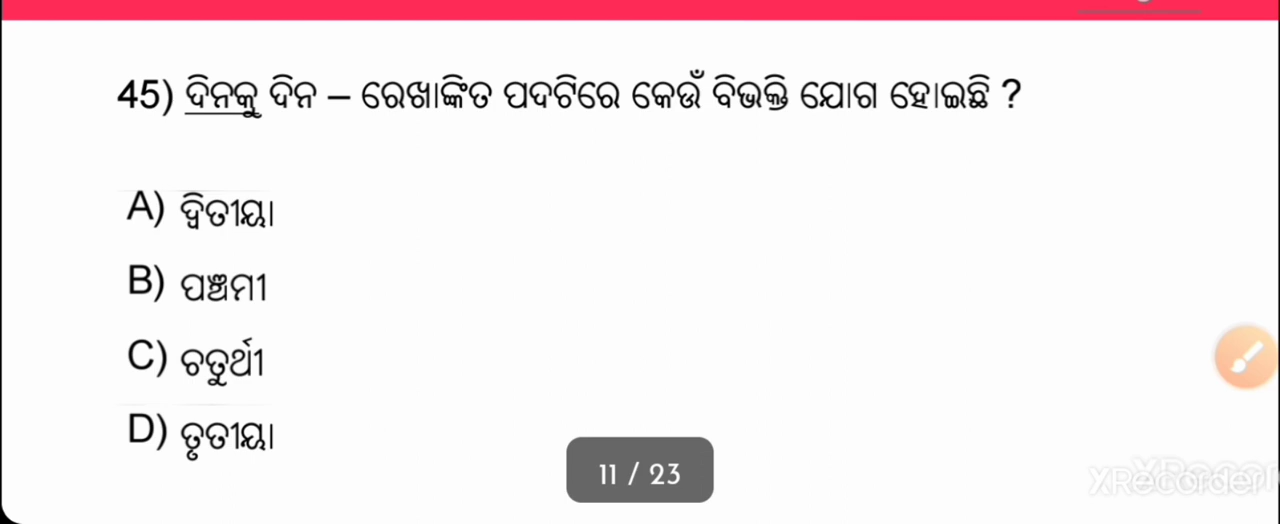 45) ଦିନକୁ ଦିନ – ରେଖାଙ୍କିତ ପଦଟିରେ କେଉଁ ବିଭକ୍ତି ଯୋଗ ହୋଇଛି ?
A) ଦ୍ୱିତୀୟା
B) ପଞ୍ଚମୀ
C) ଚତୁର୍ଥୀ
D) ତୃତୀୟା
11 / 23
XRecorder